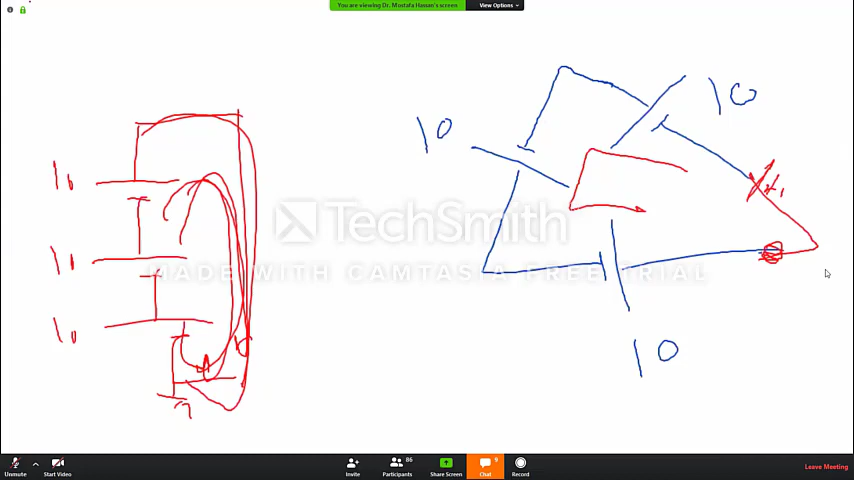 You are viewing Dr. Mostafa Hassan's screen
View Options
10
10
10
10
10
10
TechSmith
MADE WITH CAMTASIA FREE TRIAL
Unmute
Start Video
Invite
86
Participants
Share Screen
9
Chat
Record
Leave Meeting